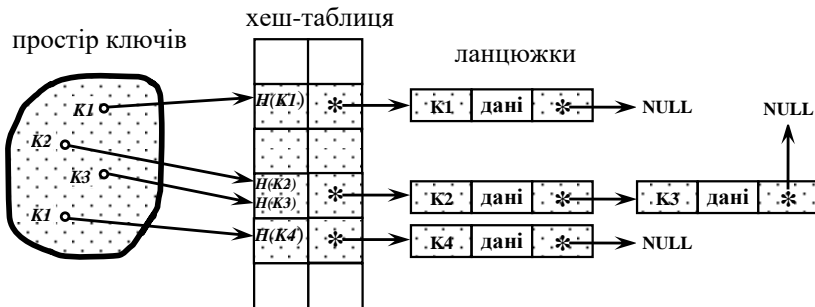 хеш-таблиця
простір ключів
ланцюжки
K1
H(K1)
*
K1 дані *
NULL
NULL
K2
K3
H(K2)
H(K3)
*
K2 дані *
K3 дані *
K1
H(K4)
*
K4 дані *
NULL